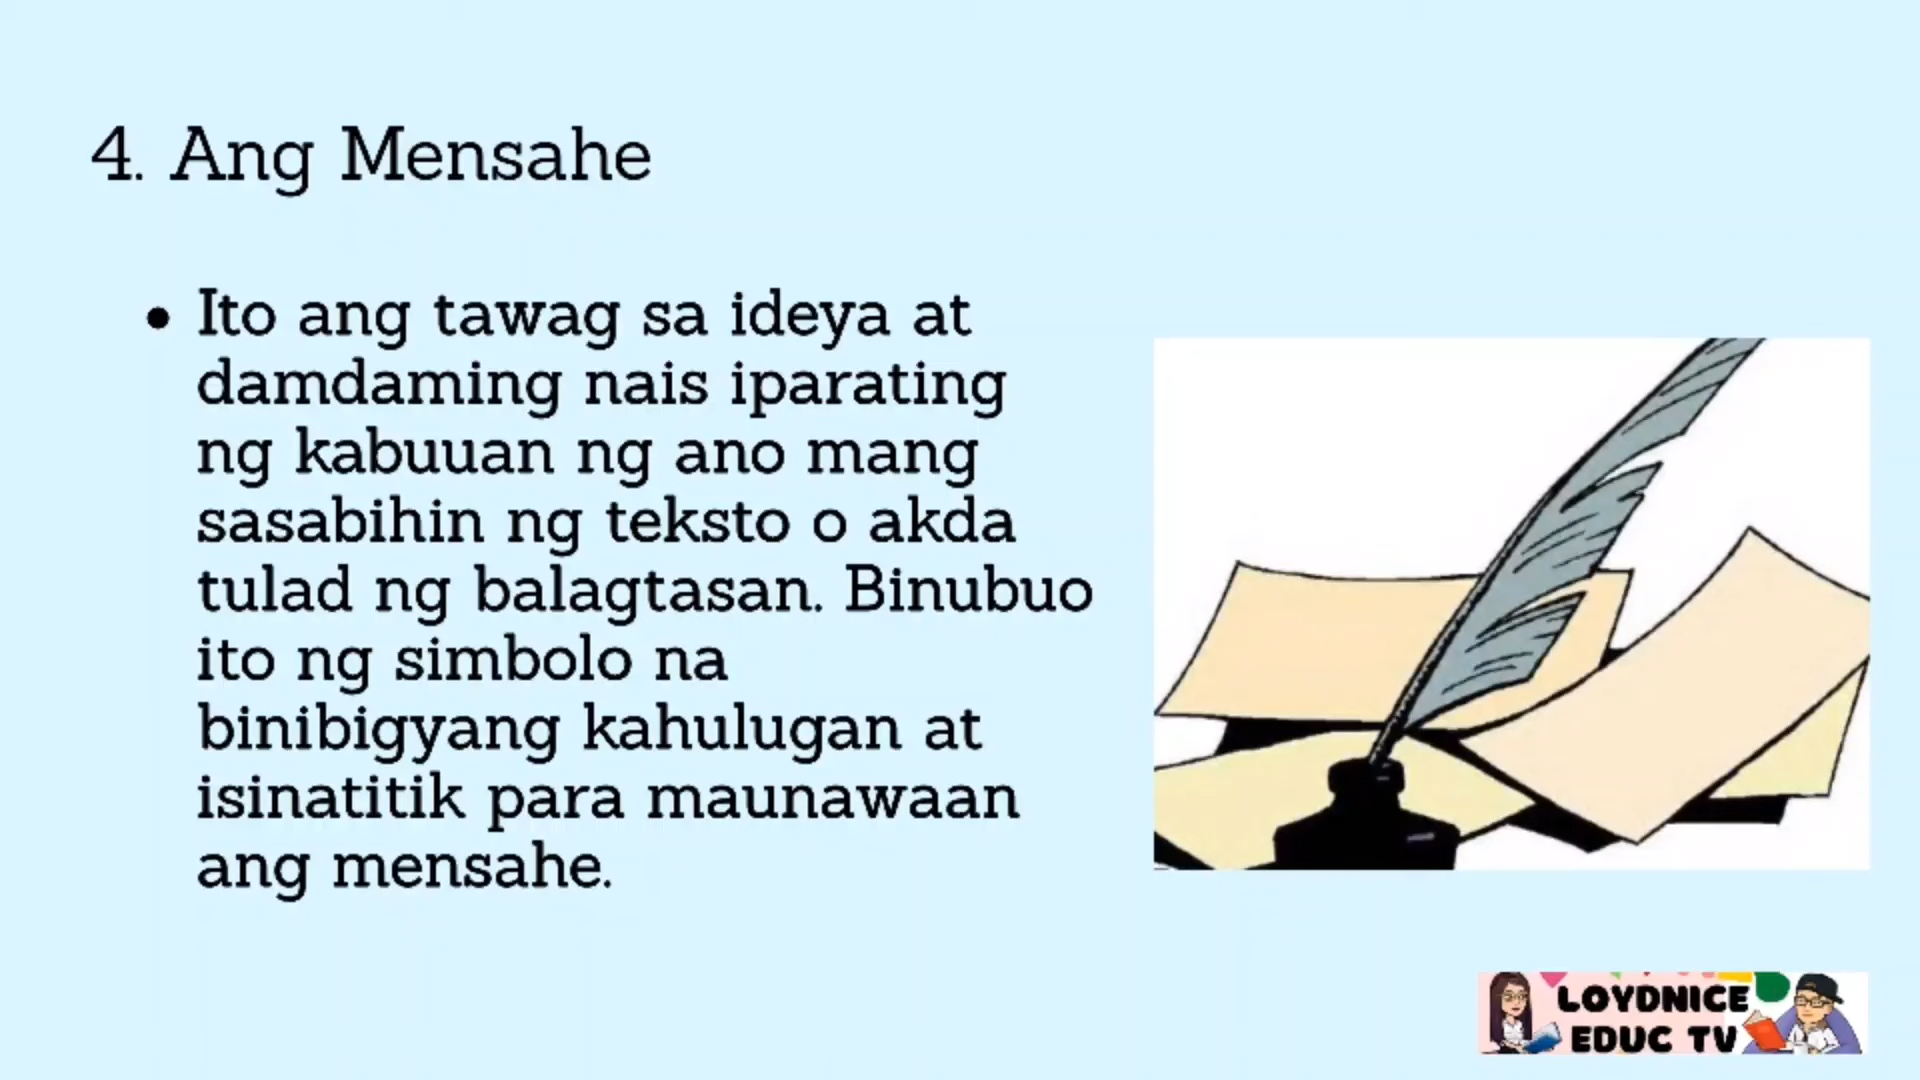 4. Ang Mensahe
• Ito ang tawag sa ideya at
damdaming nais iparating
ng kabuuan ng ano mang
sasabihin ng teksto o akda
tulad ng balagtasan. Binubuo
ito ng simbolo na
binibigyang kahulugan at
isinatitik para maunawaan
ang mensahe.
LOYDNICE
EDUC TV